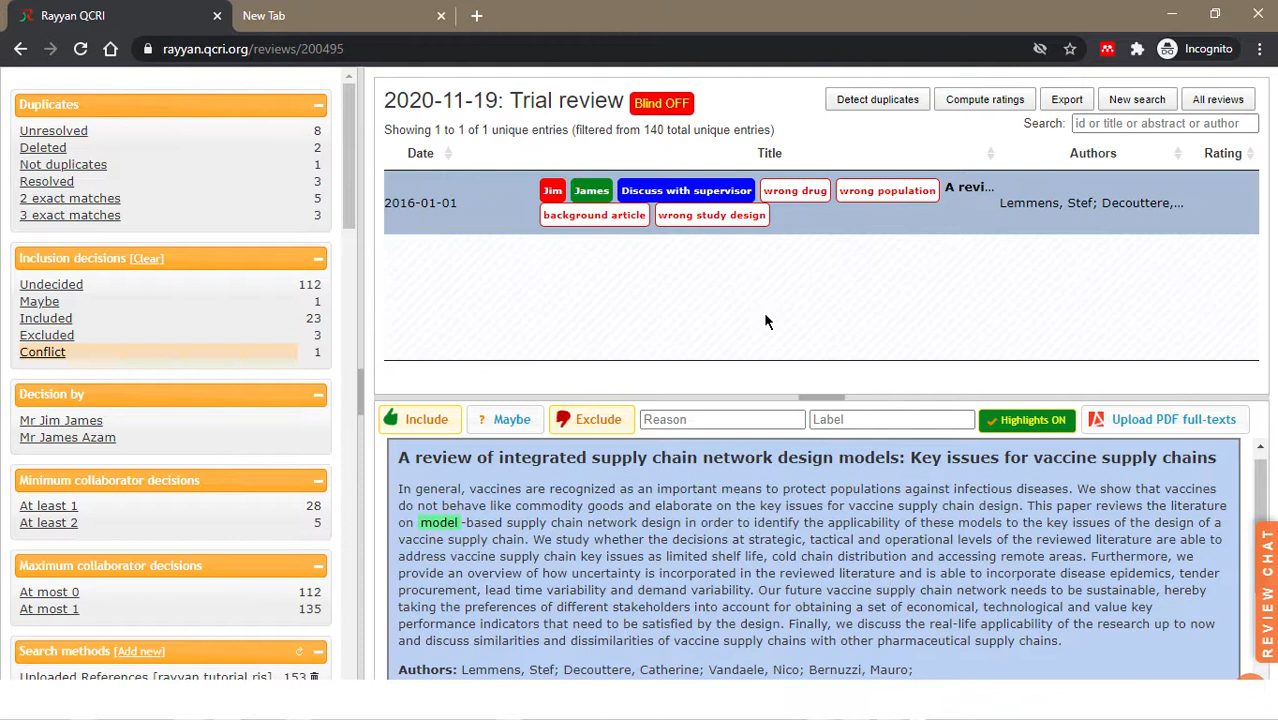 Rayyan QCRI
New Tab
rayyan.qcri.org/reviews/200495
Incognito
Duplicates
Unresolved 8
Deleted 2
Not duplicates 1
Resolved 3
2 exact matches 5
3 exact matches 3
Inclusion decisions [Clear]
Undecided 112
Maybe 1
Included 23
Excluded 3
Conflict 1
Decision by
Mr Jim James
Mr James Azam
Minimum collaborator decisions
At least 1 28
At least 2 5
Maximum collaborator decisions
At most 0 112
At most 1 135
Search methods [Add new]
Uploaded References [rayyan tutorial ris] 153
2020-11-19: Trial review Blind OFF
Detect duplicates Compute ratings Export New search All reviews
Showing 1 to 1 of 1 unique entries (filtered from 140 total unique entries)
Search: id or title or abstract or author
Date Title Authors Rating
2016-01-01 Jim James Discuss with supervisor wrong drug wrong population A revi... Lemmens, Stef; Decouttere,...
background article wrong study design
Include ? Maybe Exclude Reason Label Highlights ON Upload PDF full-texts
A review of integrated supply chain network design models: Key issues for vaccine supply chains
In general, vaccines are recognized as an important means to protect populations against infectious diseases. We show that vaccines
do not behave like commodity goods and elaborate on the key issues for vaccine supply chain design. This paper reviews the literature
on model-based supply chain network design in order to identify the applicability of these models to the key issues of the design of a
vaccine supply chain. We study whether the decisions at strategic, tactical and operational levels of the reviewed literature are able to
address vaccine supply chain key issues as limited shelf life, cold chain distribution and accessing remote areas. Furthermore, we
provide an overview of how uncertainty is incorporated in the reviewed literature and is able to incorporate disease epidemics, tender
procurement, lead time variability and demand variability. Our future vaccine supply chain network needs to be sustainable, hereby
taking the preferences of different stakeholders into account for obtaining a set of economical, technological and value key
performance indicators that need to be satisfied by the design. Finally, we discuss the real-life applicability of the research up to now
and discuss similarities and dissimilarities of vaccine supply chains with other pharmaceutical supply chains.
Authors: Lemmens, Stef; Decouttere, Catherine; Vandaele, Nico; Bernuzzi, Mauro;
REVIEW CHAT